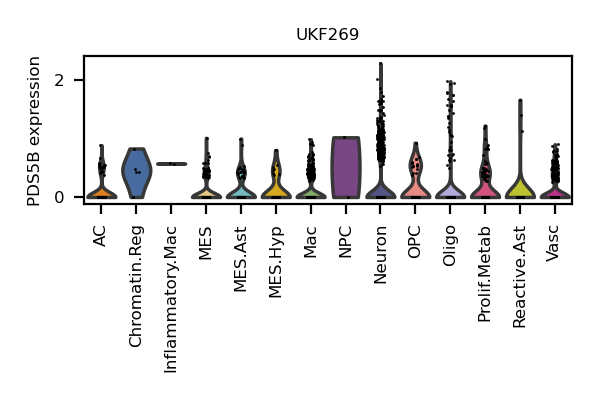 UKF269
PDS5B expression
2
0
AC
Chromatin.Reg
Inflammatory.Mac
MES
MES.Ast
MES.Hyp
Mac
NPC
Neuron
OPC
Oligo
Prolif.Metab
Reactive.Ast
Vasc